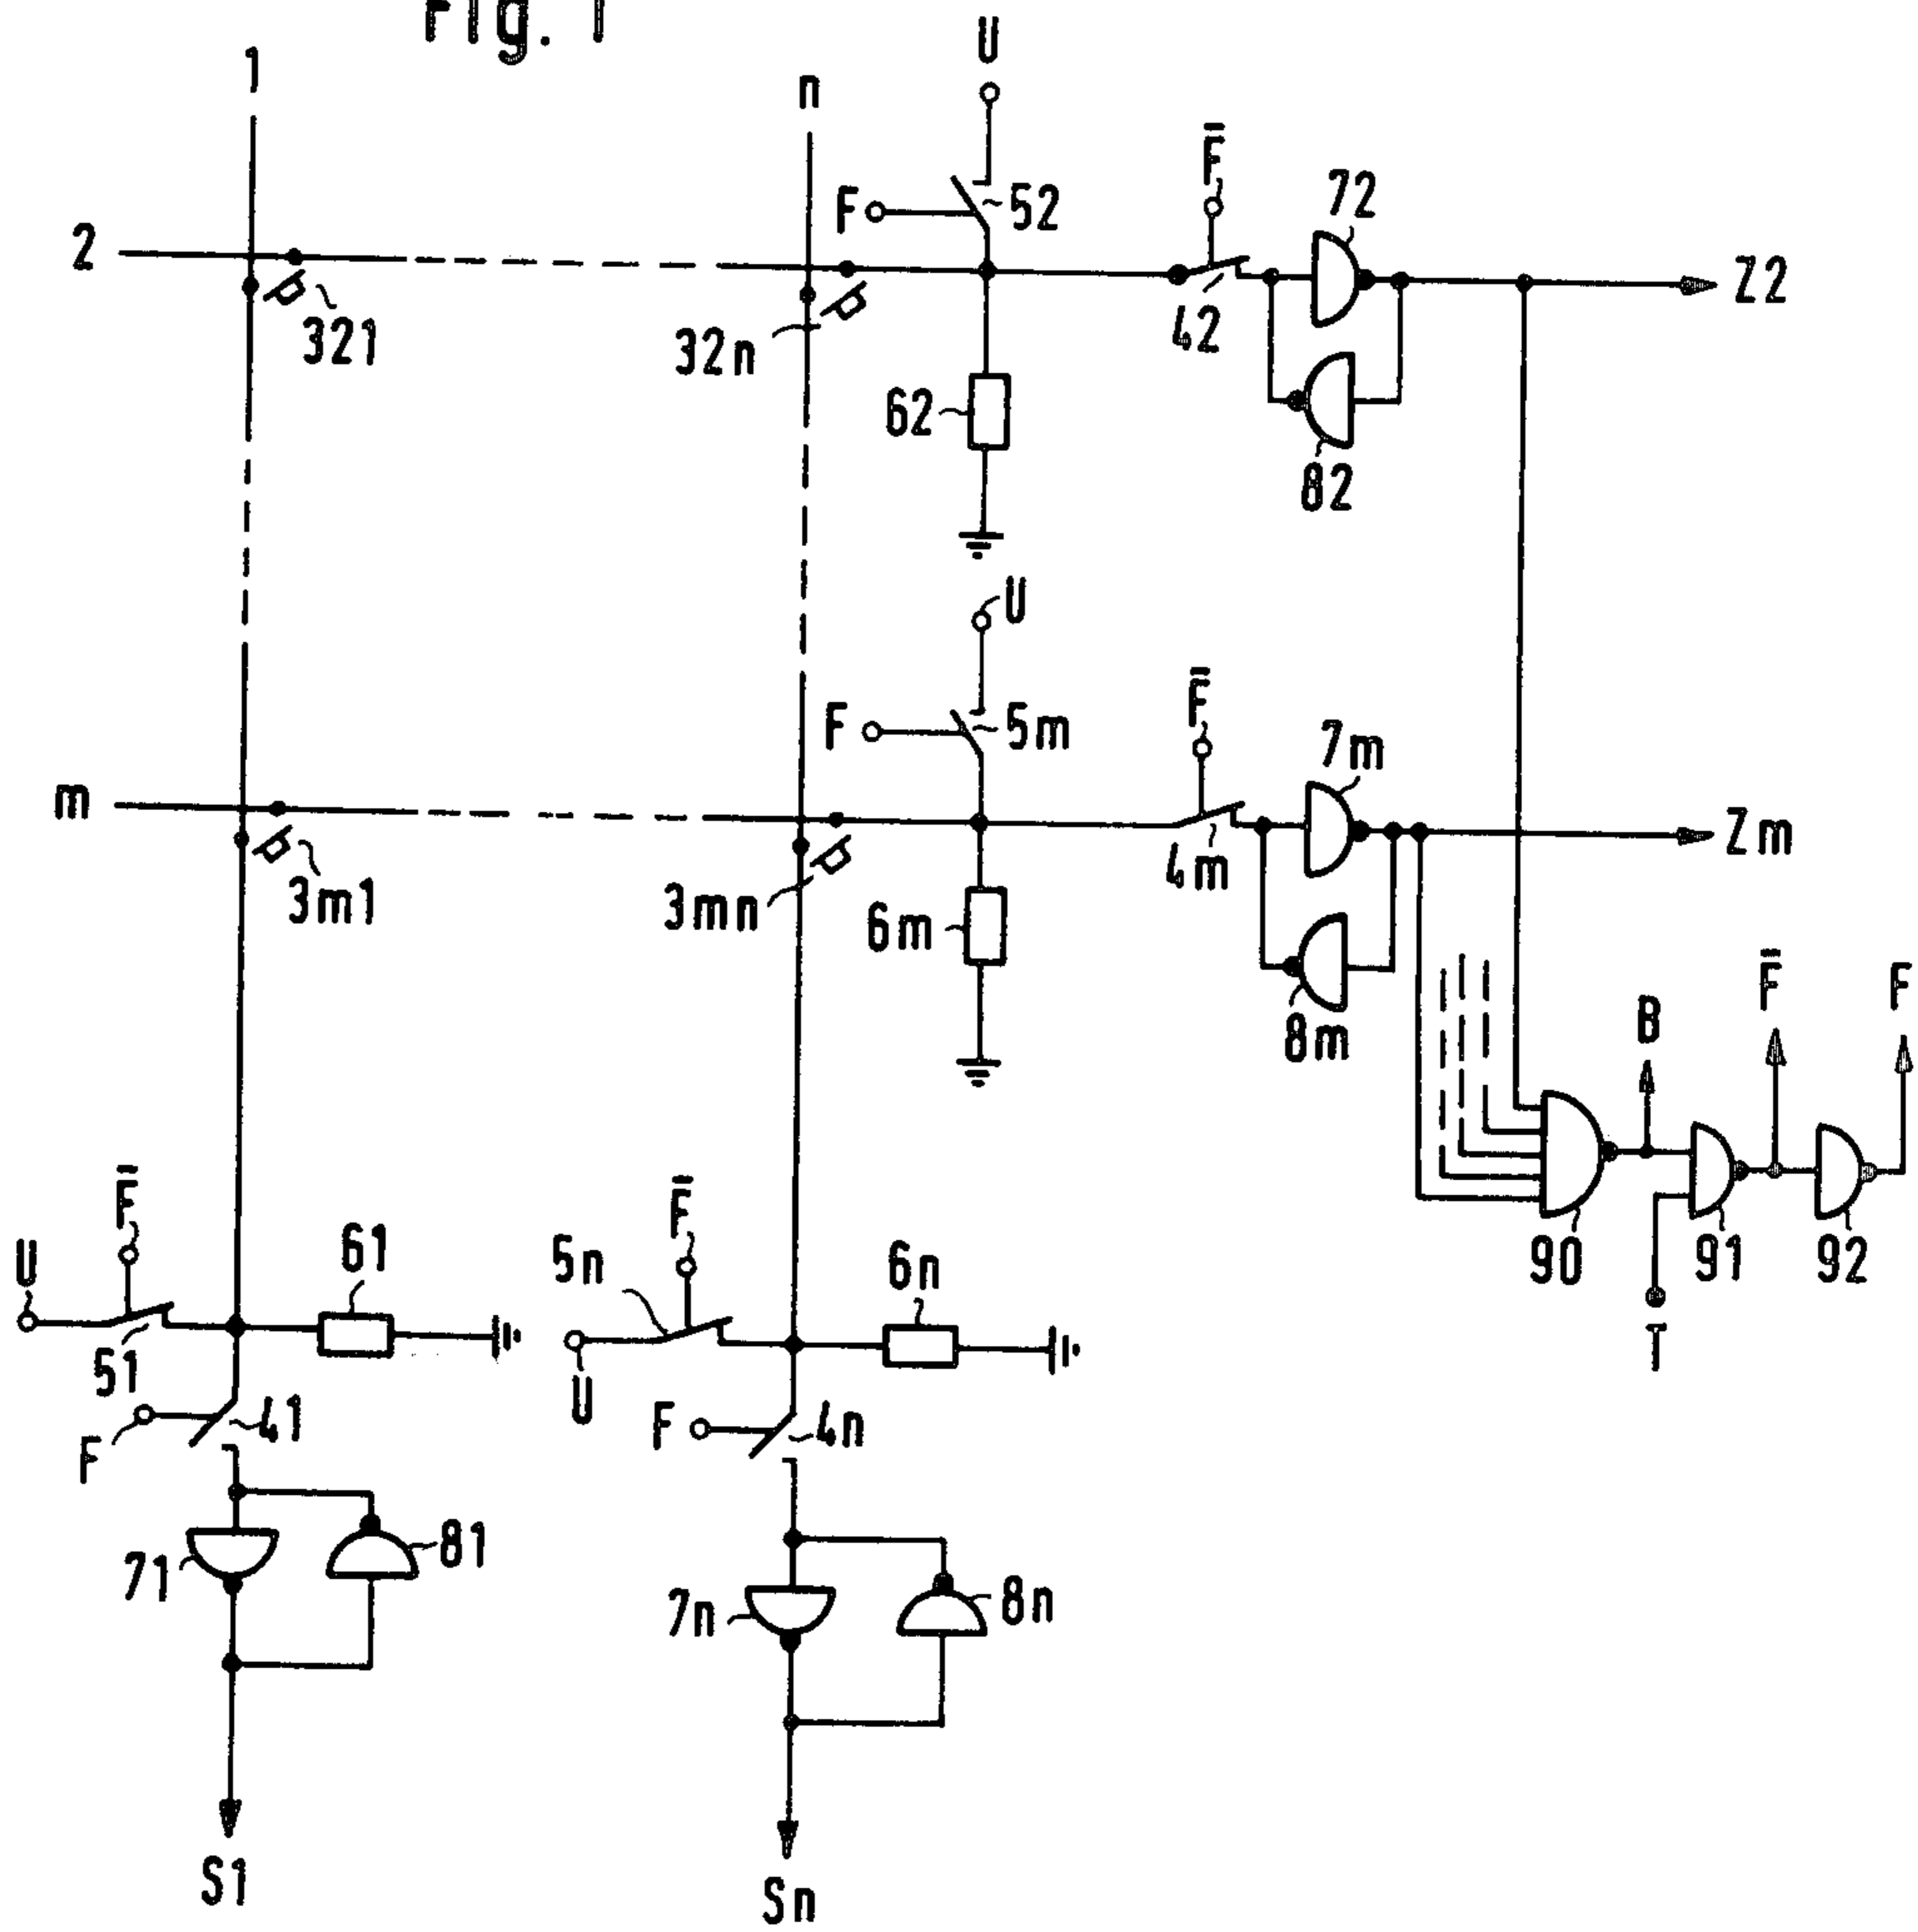 Fig. 1
1
n
U
F
52
F̄
72
2
Z2
321
32n
42
62
82
U
F
5m
F̄
7m
m
Zm
3m1
3mn
6m
4m
8m
B
F̄
F
F̄
U
61
51
F
41
5n
F̄
6n
U
F
4n
90
91
92
T
71
81
7n
8n
S1
Sn